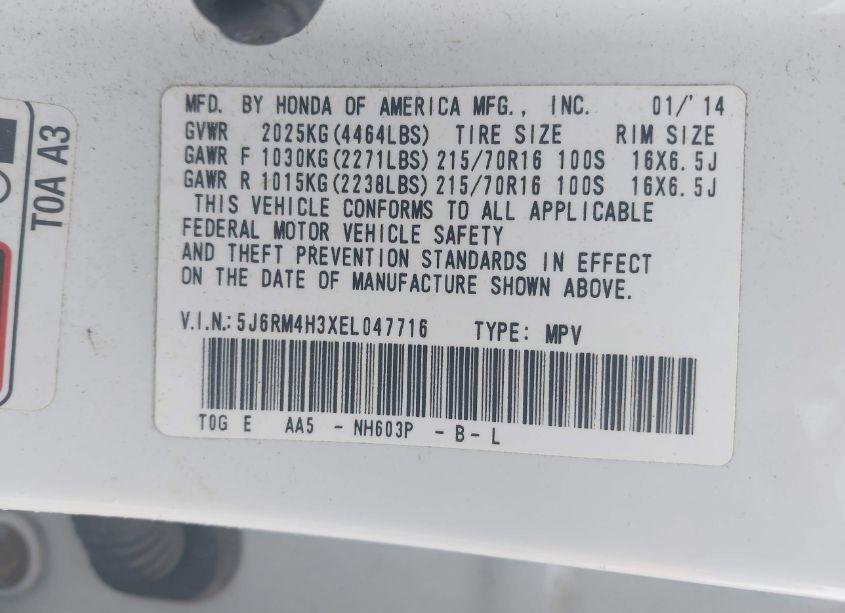 MFD. BY HONDA OF AMERICA MFG., INC. 01/'14
GVWR 2025KG(4464LBS) TIRE SIZE RIM SIZE
GAWR F 1030KG(2271LBS) 215/70R16 100S 16X6.5J
GAWR R 1015KG(2238LBS) 215/70R16 100S 16X6.5J
THIS VEHICLE CONFORMS TO ALL APPLICABLE
FEDERAL MOTOR VEHICLE SAFETY
AND THEFT PREVENTION STANDARDS IN EFFECT
ON THE DATE OF MANUFACTURE SHOWN ABOVE.
V.I.N.: 5J6RM4H3XEL047716 TYPE: MPV
T0G E AA5 - NH603P - B - L
T0A A3